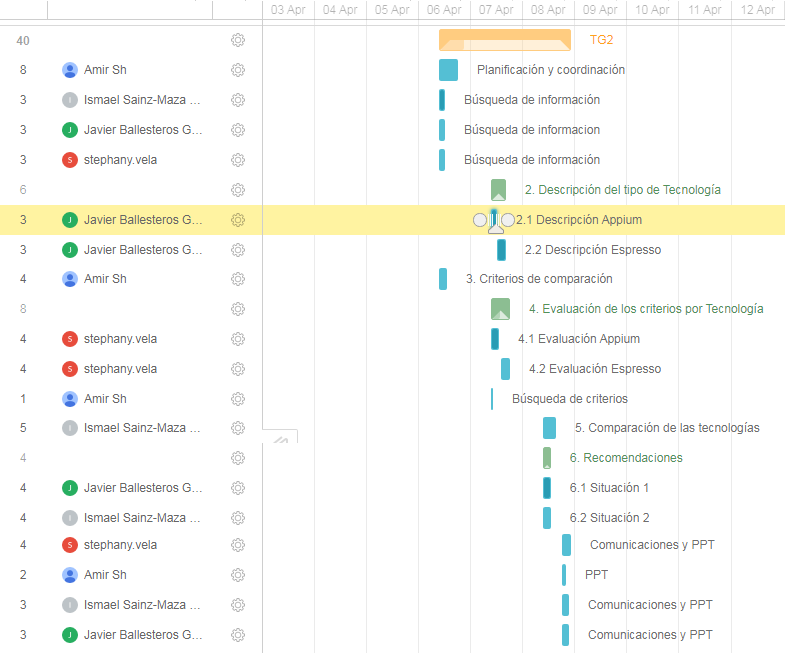 03 Apr 04 Apr 05 Apr 06 Apr 07 Apr 08 Apr 09 Apr 10 Apr 11 Apr 12 Apr
40 TG2
8 Amir Sh Planificación y coordinación
3 I Ismael Sainz-Maza ... Búsqueda de información
3 J Javier Ballesteros G... Búsqueda de informacion
3 S stephany.vela Búsqueda de información
6 2. Descripción del tipo de Tecnología
3 J Javier Ballesteros G... 2.1 Descripción Appium
3 J Javier Ballesteros G... 2.2 Descripción Espresso
4 Amir Sh 3. Criterios de comparación
8 4. Evaluación de los criterios por Tecnología
4 S stephany.vela 4.1 Evaluación Appium
4 S stephany.vela 4.2 Evaluación Espresso
1 Amir Sh Búsqueda de criterios
5 I Ismael Sainz-Maza ... 5. Comparación de las tecnologías
4 6. Recomendaciones
4 J Javier Ballesteros G... 6.1 Situación 1
4 I Ismael Sainz-Maza ... 6.2 Situación 2
4 S stephany.vela Comunicaciones y PPT
2 Amir Sh PPT
3 I Ismael Sainz-Maza ... Comunicaciones y PPT
3 J Javier Ballesteros G... Comunicaciones y PPT